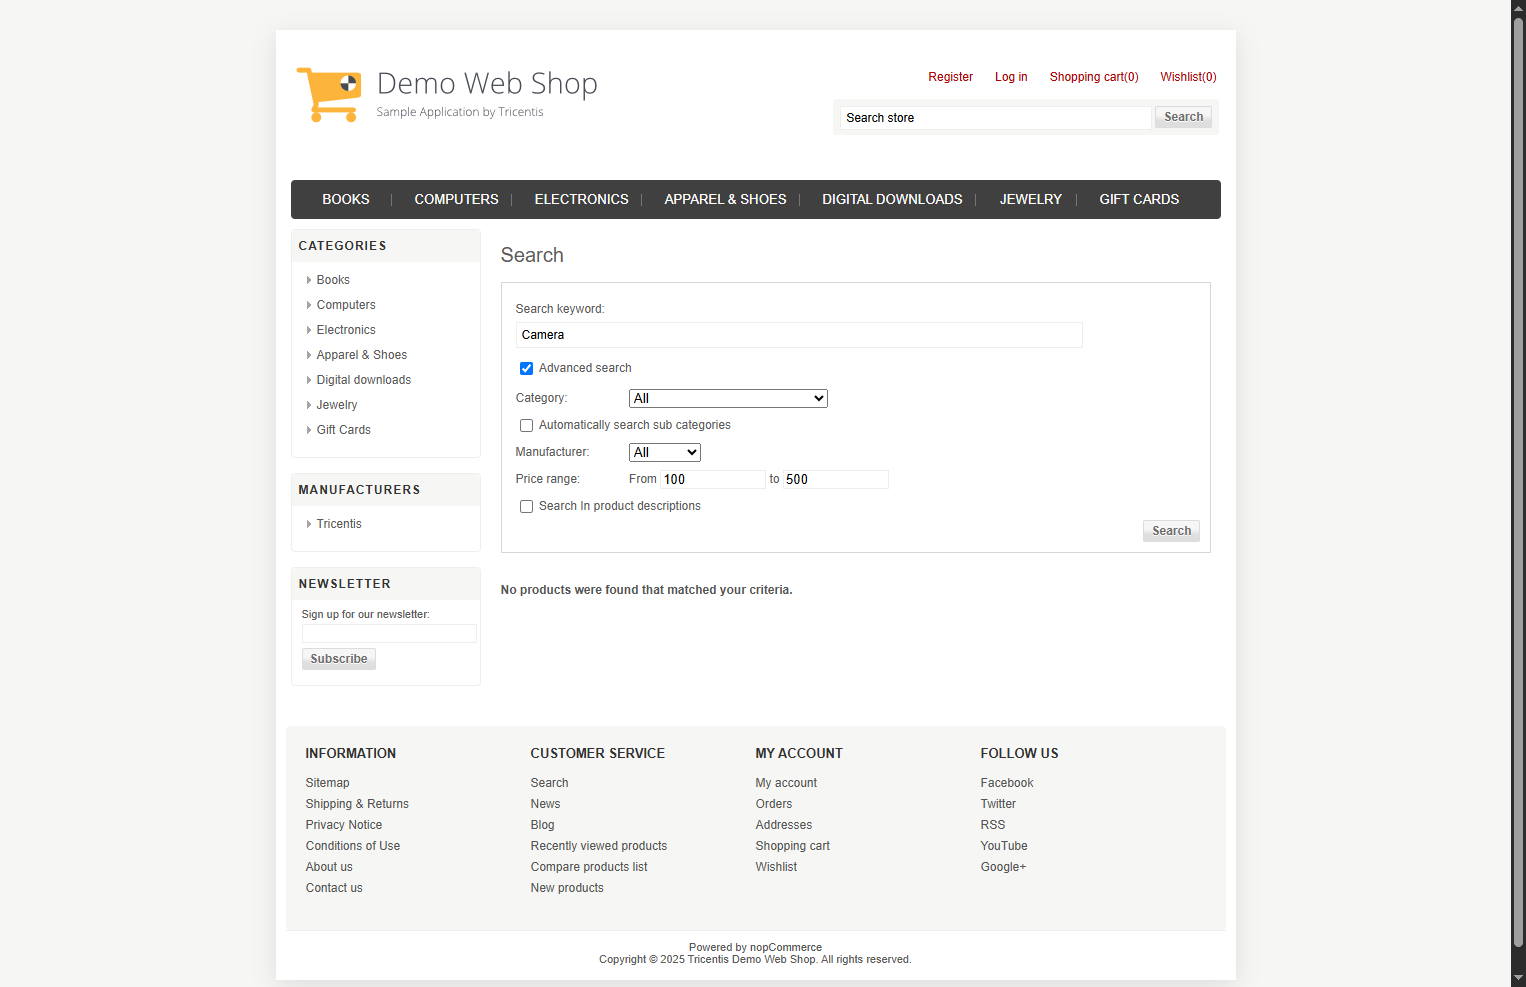 Demo Web Shop
Sample Application by Tricentis
Register
Log in
Shopping cart(0)
Wishlist(0)
Search store
Search
BOOKS
COMPUTERS
ELECTRONICS
APPAREL & SHOES
DIGITAL DOWNLOADS
JEWELRY
GIFT CARDS
CATEGORIES
Books
Computers
Electronics
Apparel & Shoes
Digital downloads
Jewelry
Gift Cards
MANUFACTURERS
Tricentis
NEWSLETTER
Sign up for our newsletter:
Subscribe
Search
Search keyword:
Camera
Advanced search
Category: All
Automatically search sub categories
Manufacturer: All
Price range: From 100 to 500
Search In product descriptions
Search
No products were found that matched your criteria.
INFORMATION
Sitemap
Shipping & Returns
Privacy Notice
Conditions of Use
About us
Contact us
CUSTOMER SERVICE
Search
News
Blog
Recently viewed products
Compare products list
New products
MY ACCOUNT
My account
Orders
Addresses
Shopping cart
Wishlist
FOLLOW US
Facebook
Twitter
RSS
YouTube
Google+
Powered by nopCommerce
Copyright © 2025 Tricentis Demo Web Shop. All rights reserved.